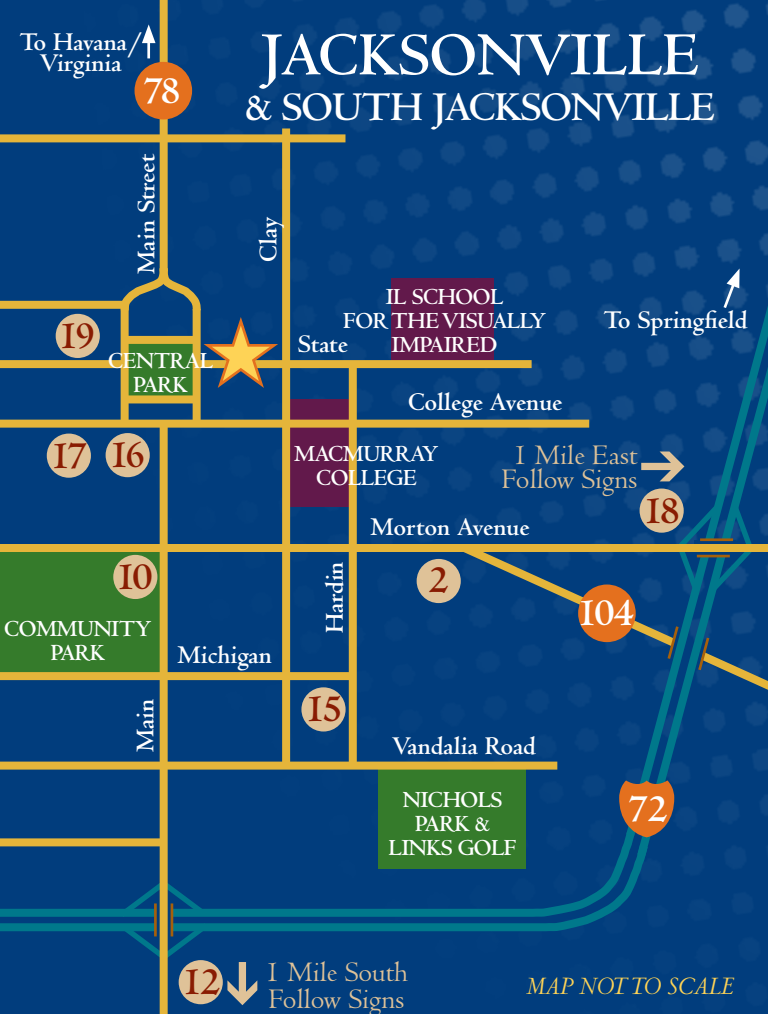 To Havana/
Virginia
78
JACKSONVILLE
& SOUTH JACKSONVILLE
Main Street
Clay
IL SCHOOL
FOR THE VISUALLY
IMPAIRED
To Springfield
19
State
CENTRAL
PARK
College Avenue
17
16
MACMURRAY
COLLEGE
1 Mile East
Follow Signs
18
Morton Avenue
10
2
Hardin
104
COMMUNITY
PARK
Michigan
15
Main
Vandalia Road
NICHOLS
PARK &
LINKS GOLF
72
12
1 Mile South
Follow Signs
MAP NOT TO SCALE